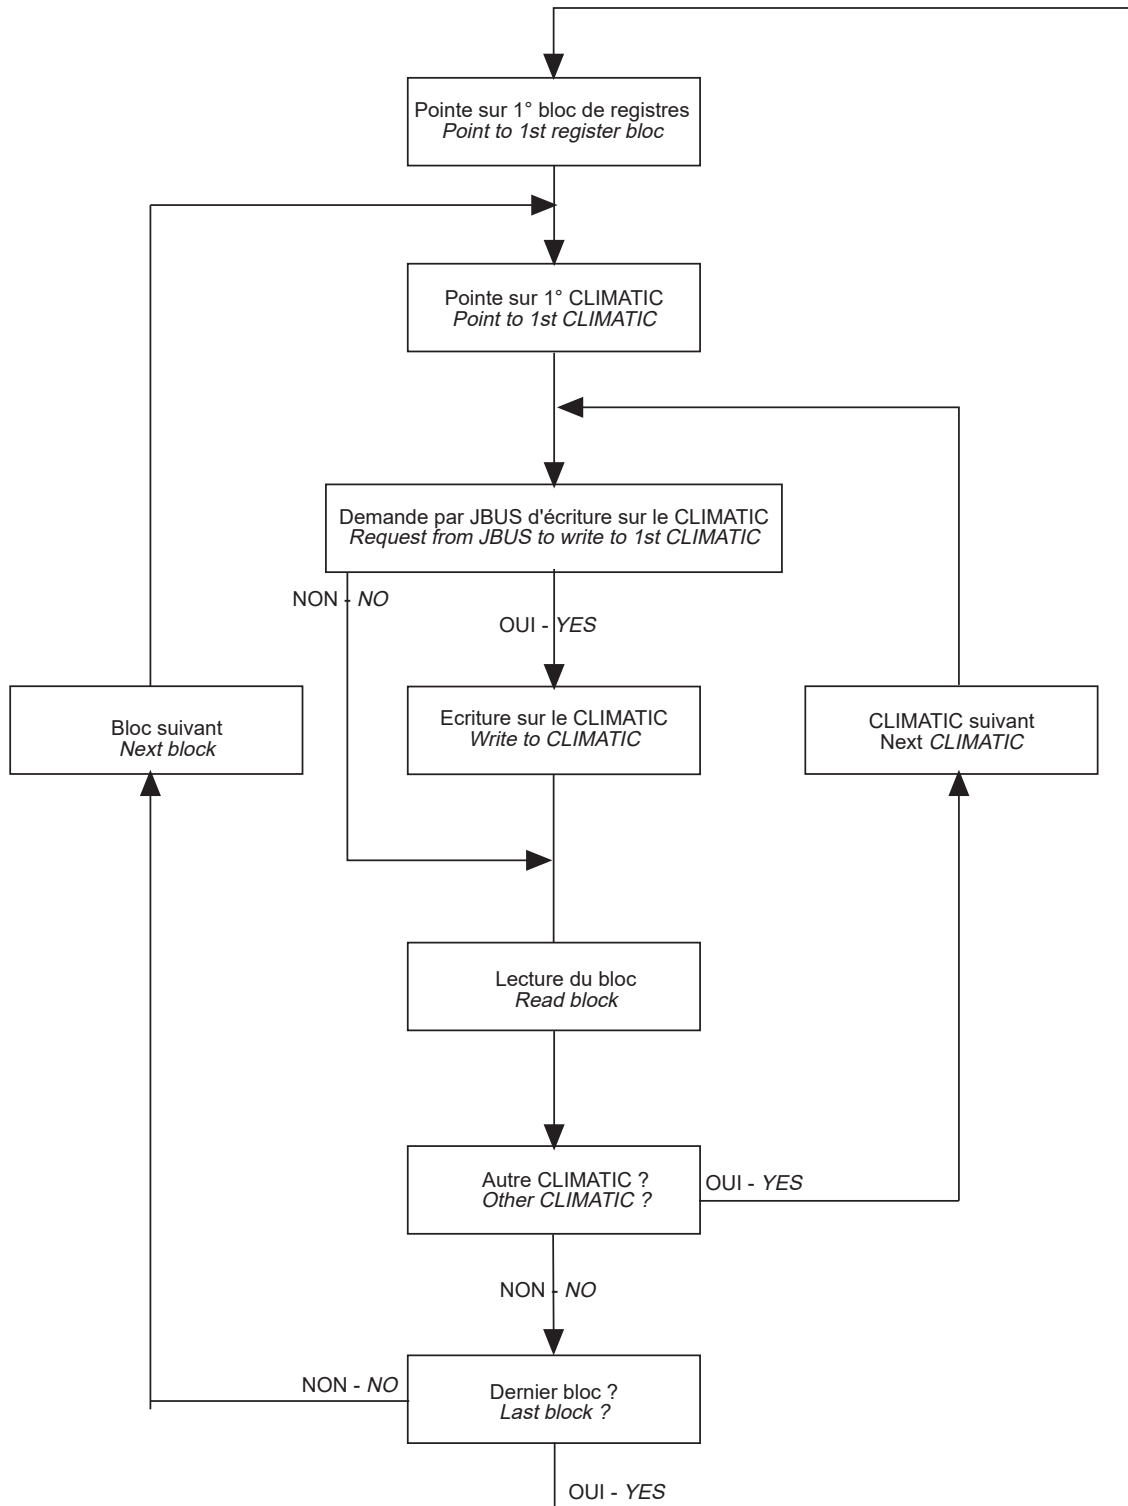 Pointe sur 1° bloc de registres
Point to 1st register bloc
Pointe sur 1° CLIMATIC
Point to 1st CLIMATIC
Demande par JBUS d'écriture sur le CLIMATIC
Request from JBUS to write to 1st CLIMATIC
NON - NO
OUI - YES
Bloc suivant
Next block
Ecriture sur le CLIMATIC
Write to CLIMATIC
CLIMATIC suivant
Next CLIMATIC
Lecture du bloc
Read block
Autre CLIMATIC ?
Other CLIMATIC ?
OUI - YES
NON - NO
NON - NO
Dernier bloc ?
Last block ?
OUI - YES